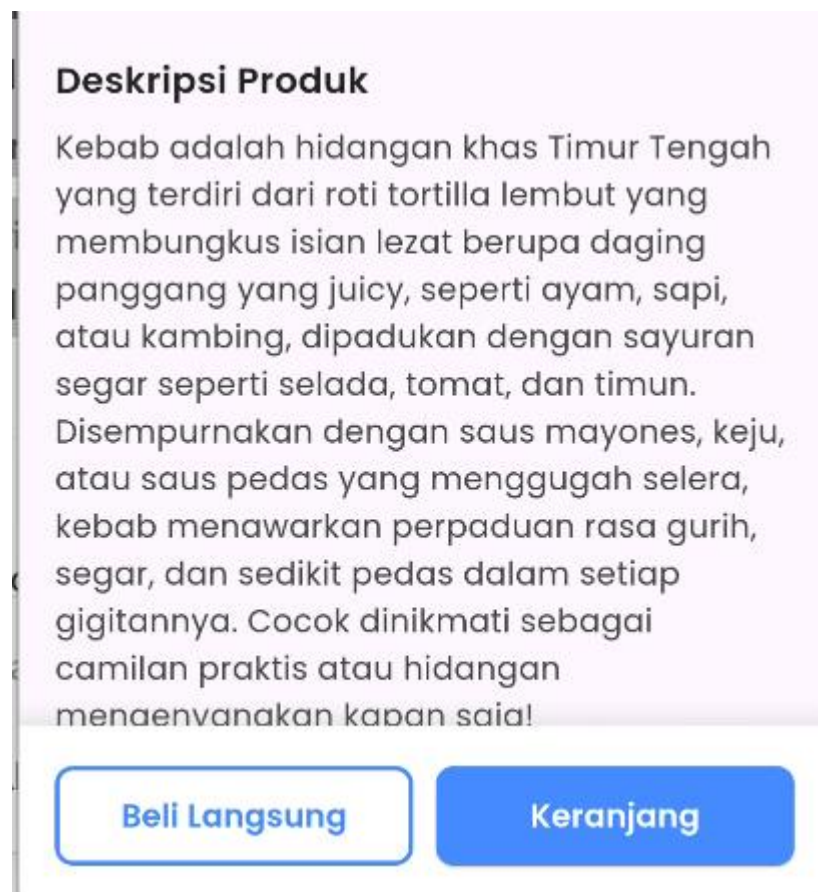 Deskripsi Produk
Kebab adalah hidangan khas Timur Tengah
yang terdiri dari roti tortilla lembut yang
membungkus isian lezat berupa daging
panggang yang juicy, seperti ayam, sapi,
atau kambing, dipadukan dengan sayuran
segar seperti selada, tomat, dan timun.
Disempurnakan dengan saus mayones, keju,
atau saus pedas yang menggugah selera,
kebab menawarkan perpaduan rasa gurih,
segar, dan sedikit pedas dalam setiap
gigitannya. Cocok dinikmati sebagai
camilan praktis atau hidangan
mengenyangkan kapan saja!
Beli Langsung
Keranjang